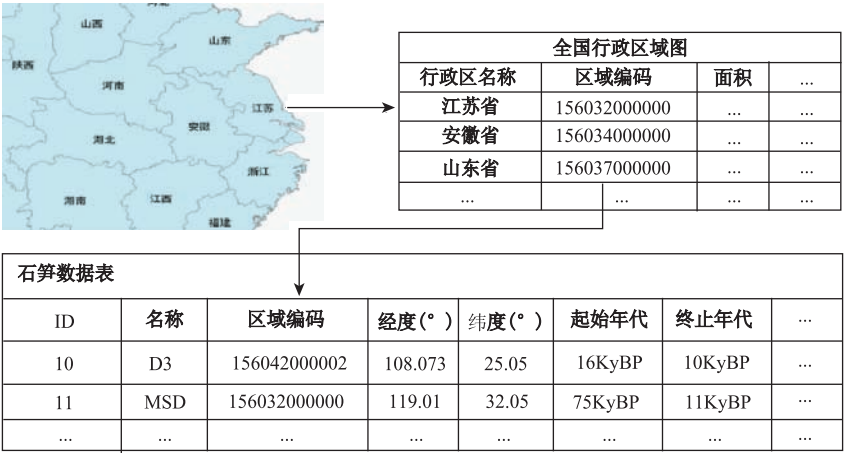 山西
山东
陕西
河南
江苏
安徽
湖北
浙江
湖南
江西
福建
全国行政区域图
行政区名称 区域编码 面积 ...
江苏省 156032000000 ... ...
安徽省 156034000000 ... ...
山东省 156037000000 ... ...
... ... ... ...
石笋数据表
ID 名称 区域编码 经度(°) 纬度(°) 起始年代 终止年代 ...
10 D3 156042000002 108.073 25.05 16KyBP 10KyBP ...
11 MSD 156032000000 119.01 32.05 75KyBP 11KyBP ...
... ... ... ... ... ... ... ...